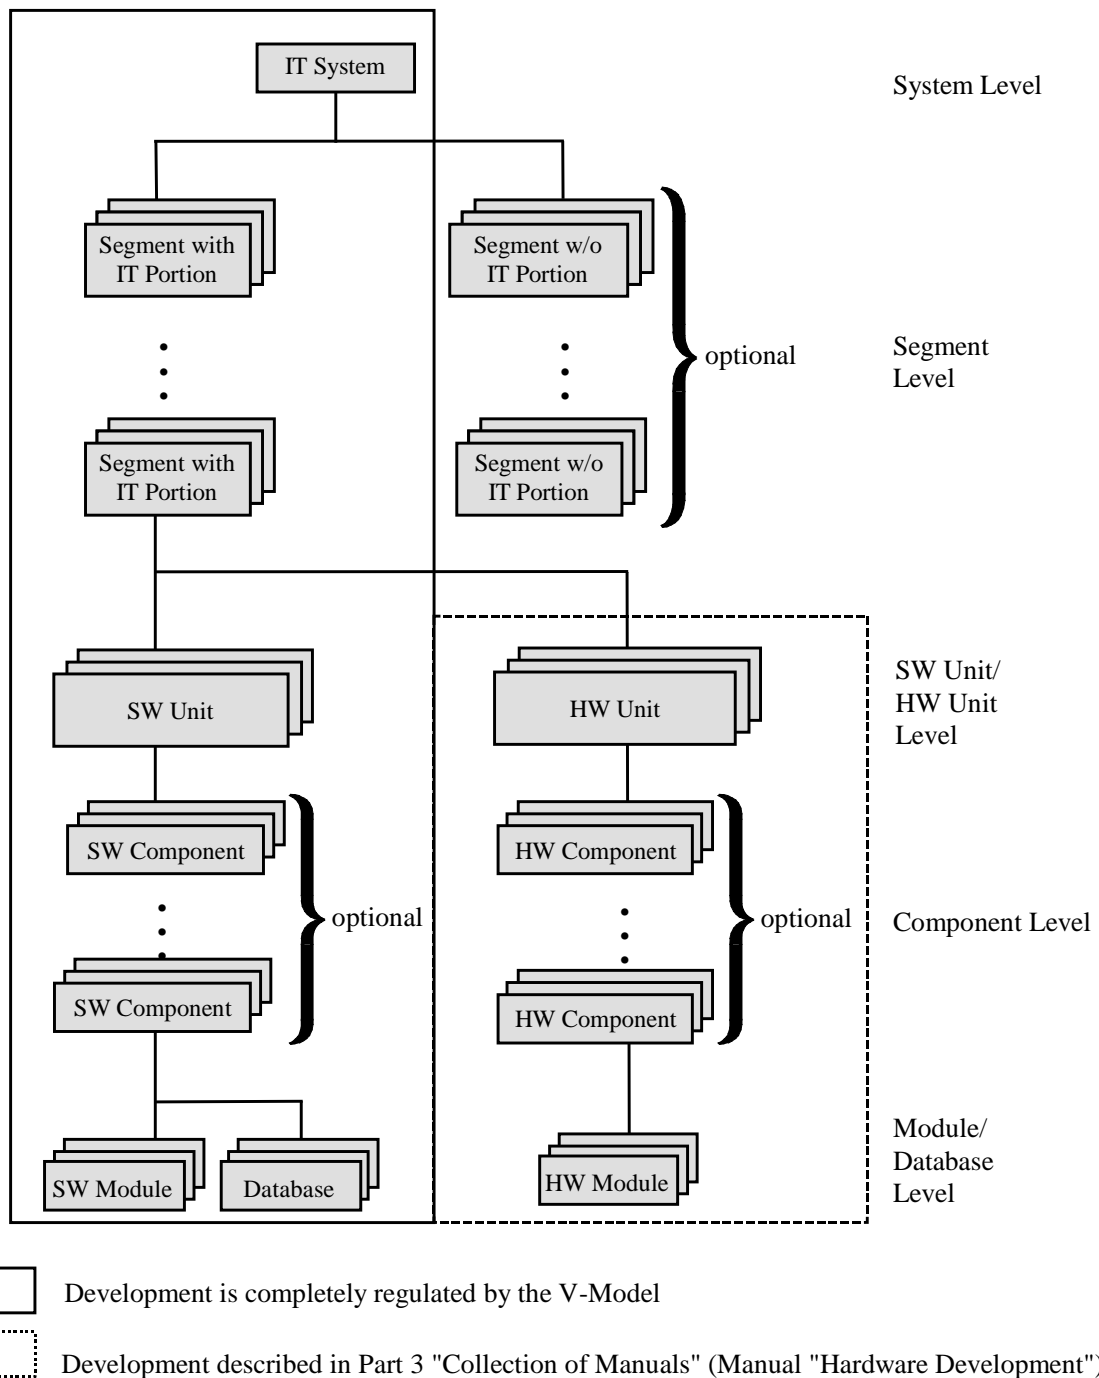 IT System
System Level
Segment with
IT Portion
Segment w/o
IT Portion
optional
Segment
Level
Segment with
IT Portion
Segment w/o
IT Portion
SW Unit
HW Unit
SW Unit/
HW Unit
Level
SW Component
HW Component
optional
optional
Component Level
SW Component
HW Component
SW Module
Database
HW Module
Module/
Database
Level
Development is completely regulated by the V-Model
Development described in Part 3 "Collection of Manuals" (Manual "Hardware Development")